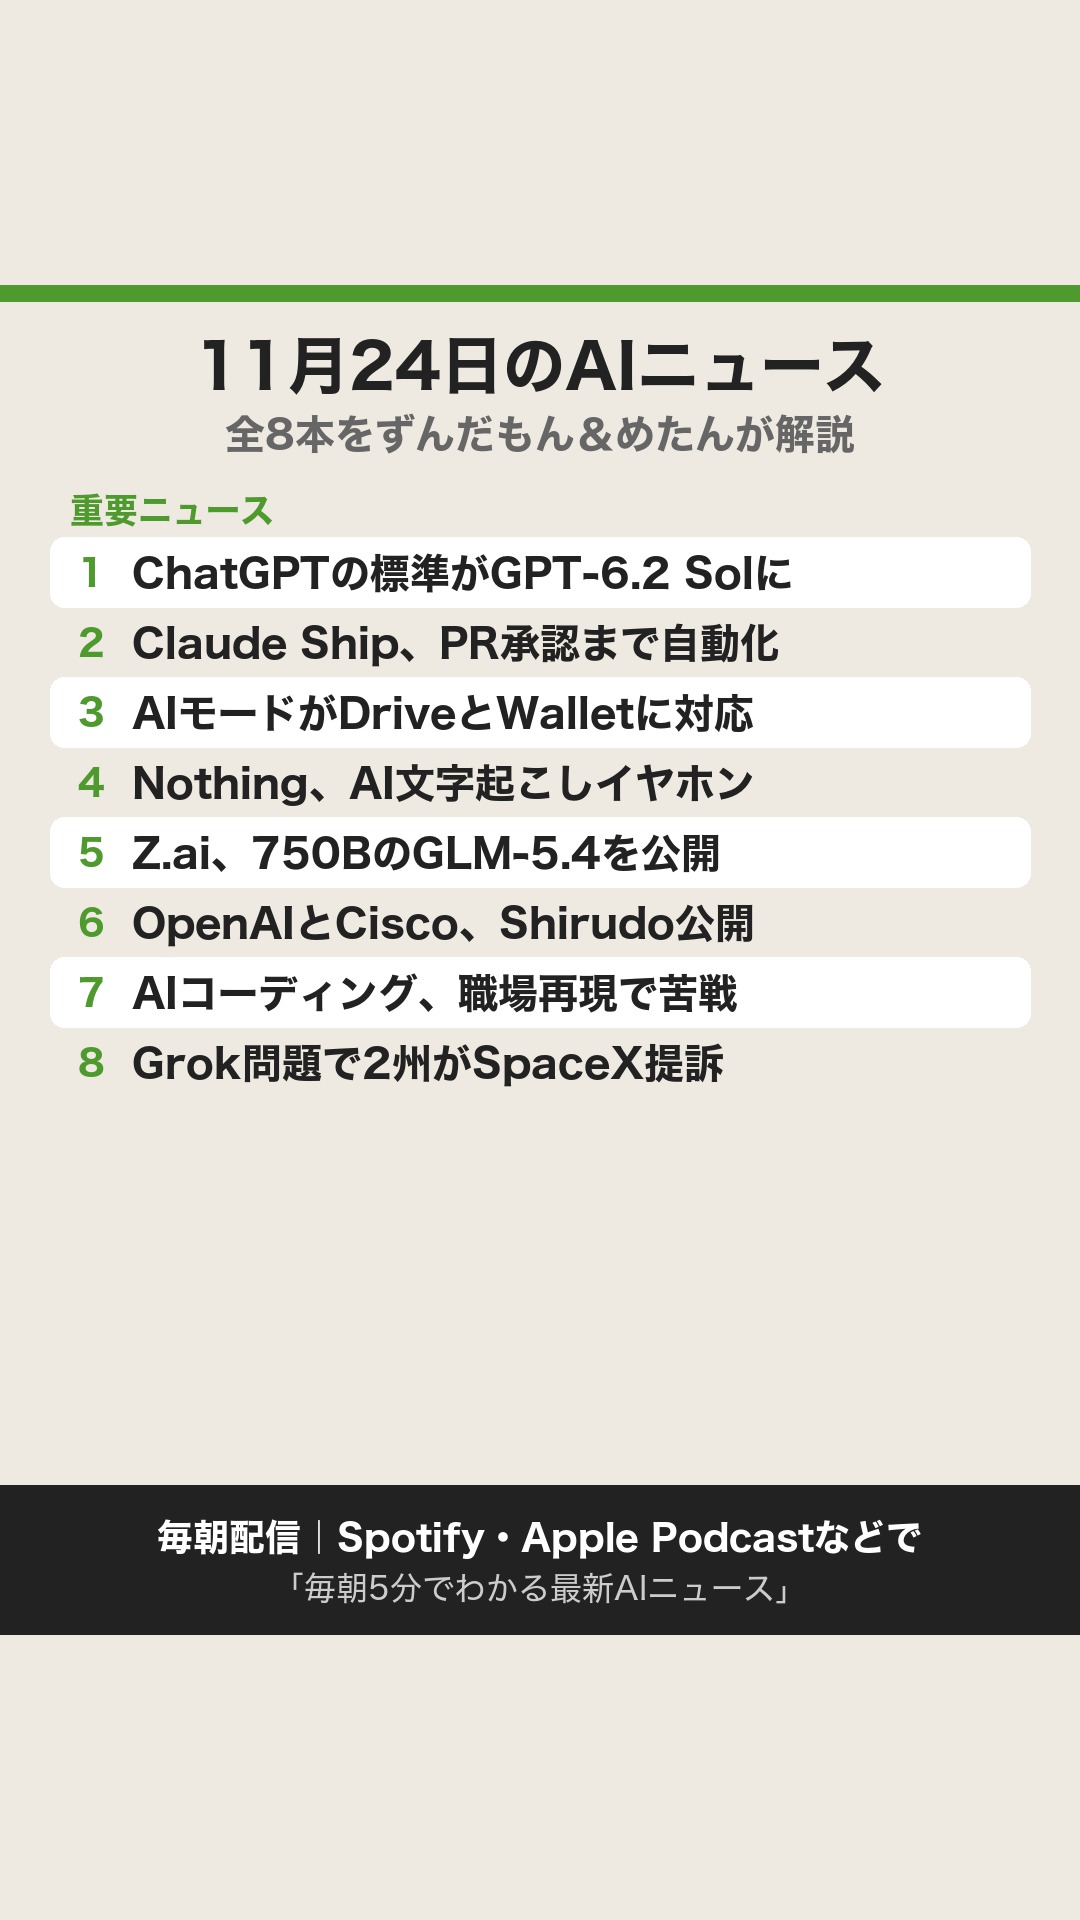 11月24日のAIニュース
全8本をずんだもん＆めたんが解説
重要ニュース
1 ChatGPTの標準がGPT-6.2 Solに
2 Claude Ship、PR承認まで自動化
3 AIモードがDriveとWalletに対応
4 Nothing、AI文字起こしイヤホン
5 Z.ai、750BのGLM-5.4を公開
6 OpenAIとCisco、Shirudo公開
7 AIコーディング、職場再現で苦戦
8 Grok問題で2州がSpaceX提訴
毎朝配信｜Spotify・Apple Podcastなどで
「毎朝5分でわかる最新AIニュース」